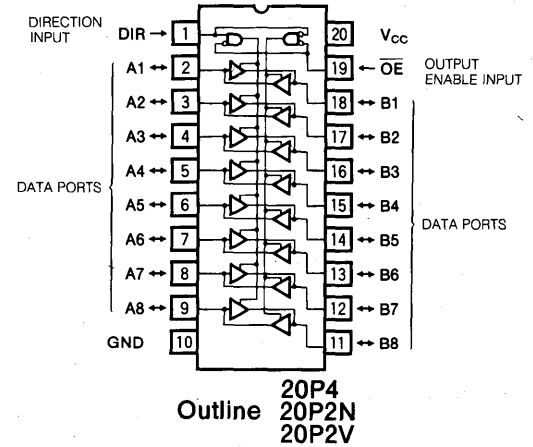 DIRECTION
INPUT
DIR → 1
20 VCC
A1 ↔ 2
19 ← OE
OUTPUT
ENABLE INPUT
A2 ↔ 3
18 ↔ B1
A3 ↔ 4
17 ↔ B2
A4 ↔ 5
16 ↔ B3
DATA PORTS
A5 ↔ 6
15 ↔ B4
A6 ↔ 7
14 ↔ B5
DATA PORTS
A7 ↔ 8
13 ↔ B6
A8 ↔ 9
12 ↔ B7
GND 10
11 ↔ B8
Outline 20P4
20P2N
20P2V